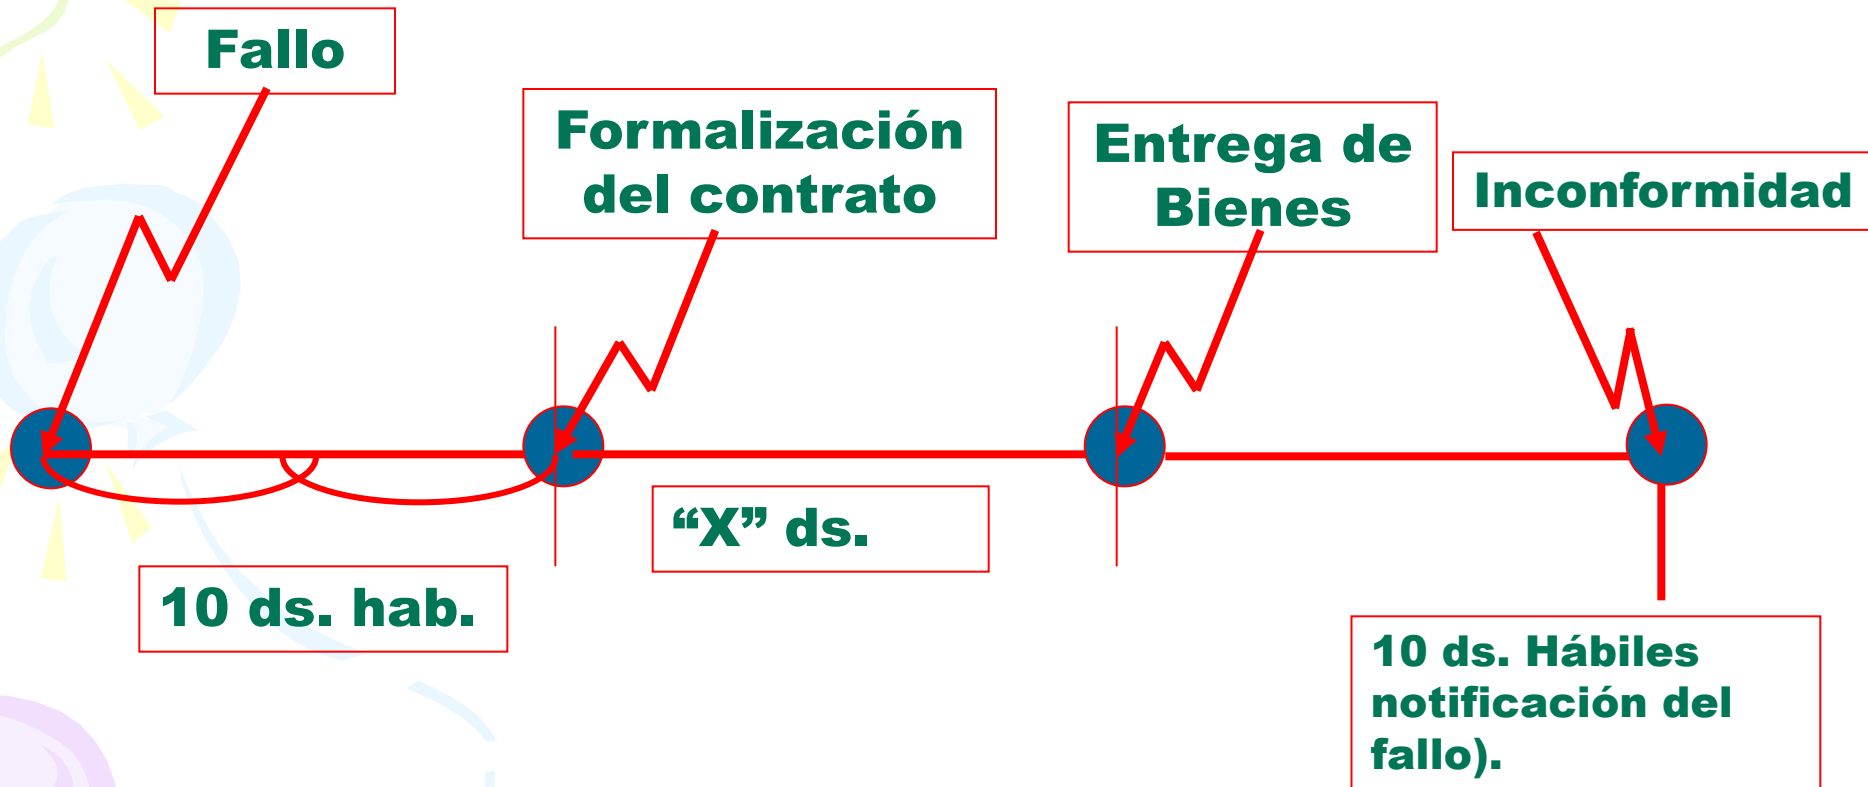 Fallo
Formalización
del contrato
Entrega de
Bienes
Inconformidad
“X” ds.
10 ds. hab.
10 ds. Hábiles
notificación del
fallo).